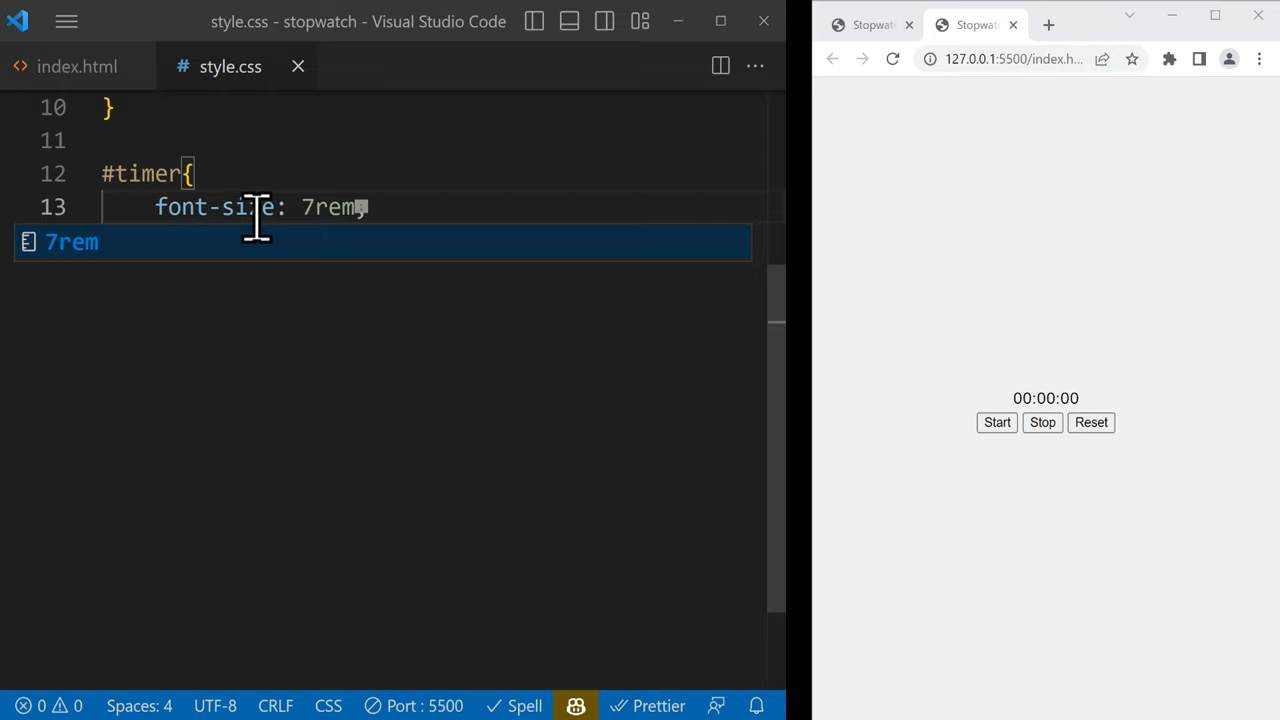 style.css - stopwatch - Visual Studio Code
index.html
# style.css
10 }
11
12 #timer{
13 font-size: 7rem;
7rem
0 0 Spaces: 4 UTF-8 CRLF CSS Port : 5500 Spell Prettier
Stopwat Stopwat
127.0.0.1:5500/index.h...
00:00:00
Start Stop Reset